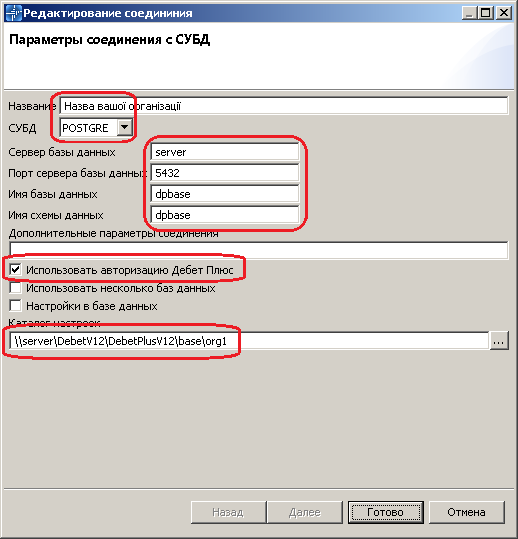 Редактирование соедининия
Параметры соединения с СУБД
Название Назва вашої організації
СУБД POSTGRE
Сервер базы данных server
Порт сервера базы данных 5432
Имя базы данных dpbase
Имя схемы данных dpbase
Дополнительные параметры соединения
Использовать авторизацию Дебет Плюс
Использовать несколько баз данных
Настройки в базе данных
Каталог настроек
\\server\DebetV12\DebetPlusV12\base\org1 ...
Назад Далее Готово Отмена